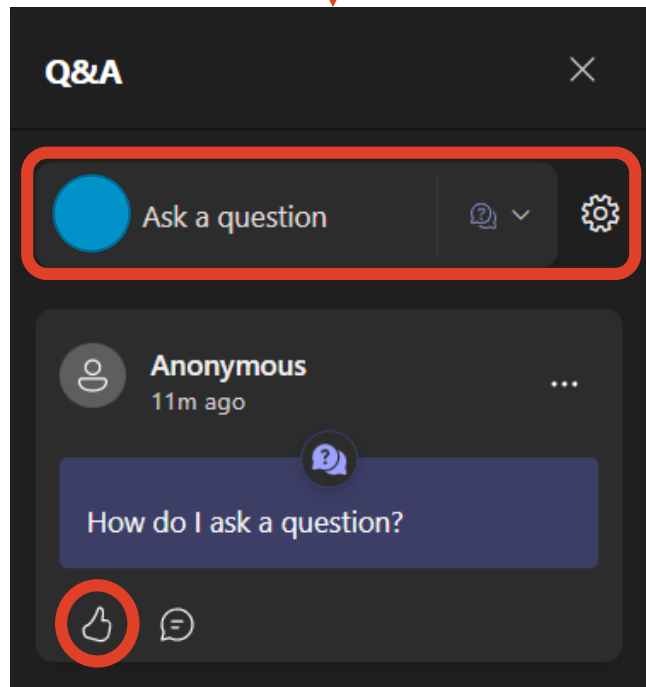 Q&A
Ask a question
Anonymous
11m ago
How do I ask a question?